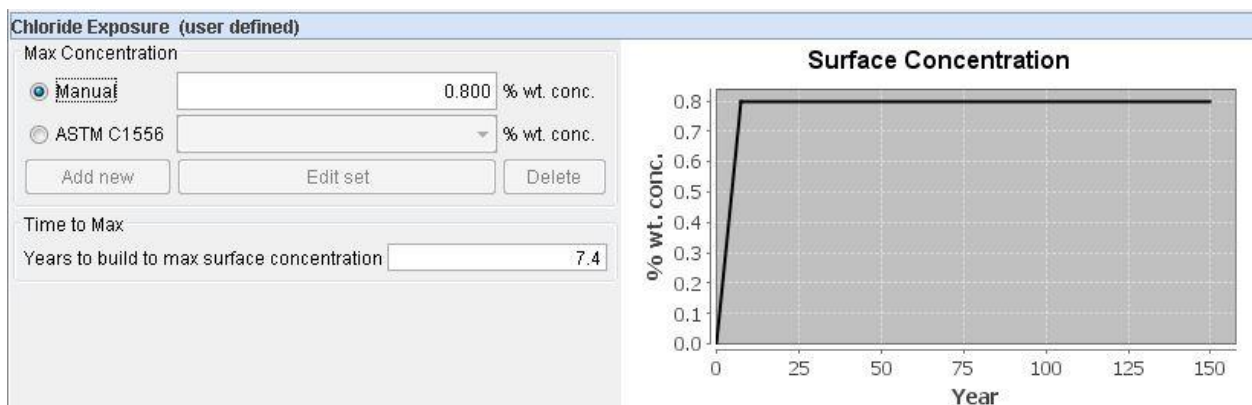 Chloride Exposure (user defined)
Max Concentration
Manual 0.800 % wt. conc.
ASTM C1556 % wt. conc.
Add new Edit set Delete
Time to Max
Years to build to max surface concentration 7.4
Surface Concentration
% wt. conc.
0.8
0.7
0.6
0.5
0.4
0.3
0.2
0.1
0.0
0 25 50 75 100 125 150
Year